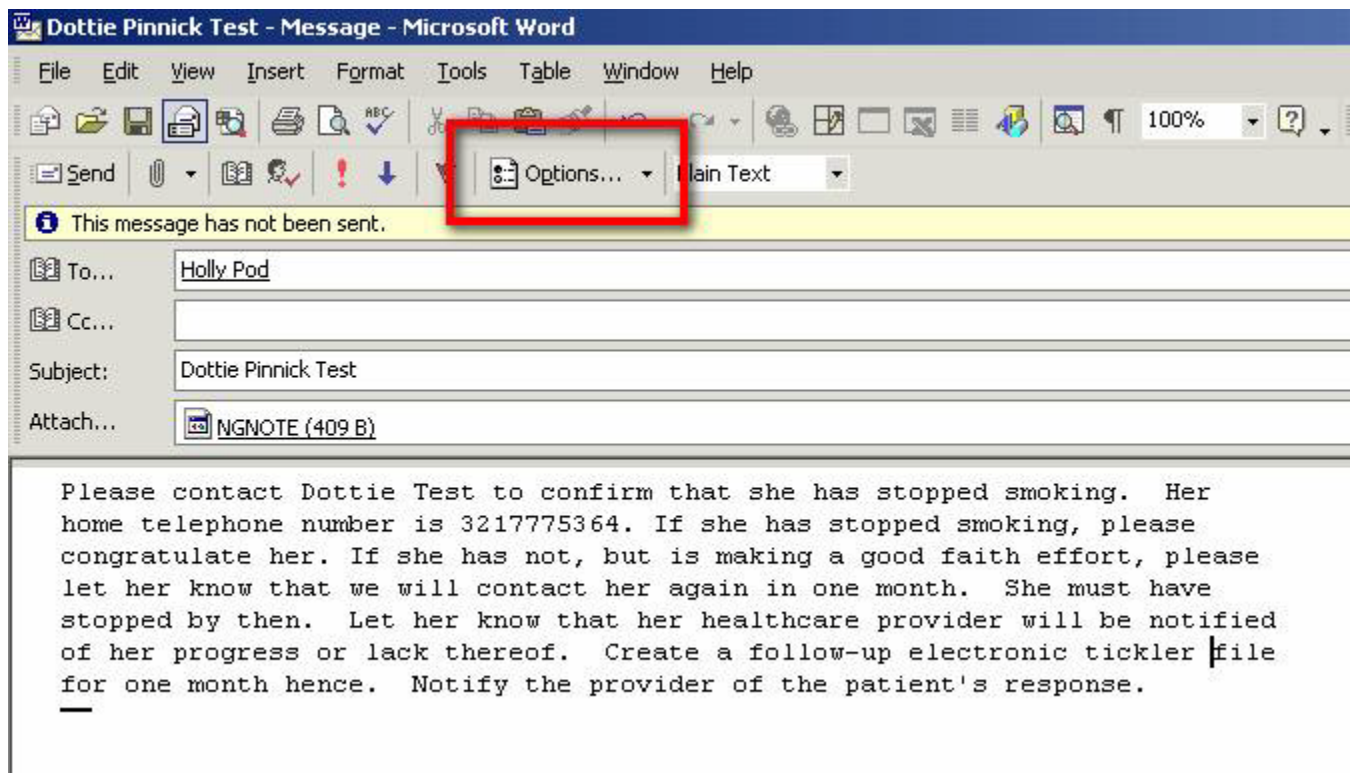 Dottie Pinnick Test - Message - Microsoft Word
File Edit View Insert Format Tools Table Window Help
ABC 100%
Send Options... lain Text
This message has not been sent.
To... Holly Pod
Cc...
Subject: Dottie Pinnick Test
Attach... NGNOTE (409 B)
Please contact Dottie Test to confirm that she has stopped smoking. Her
home telephone number is 3217775364. If she has stopped smoking, please
congratulate her. If she has not, but is making a good faith effort, please
let her know that we will contact her again in one month. She must have
stopped by then. Let her know that her healthcare provider will be notified
of her progress or lack thereof. Create a follow-up electronic tickler file
for one month hence. Notify the provider of the patient's response.